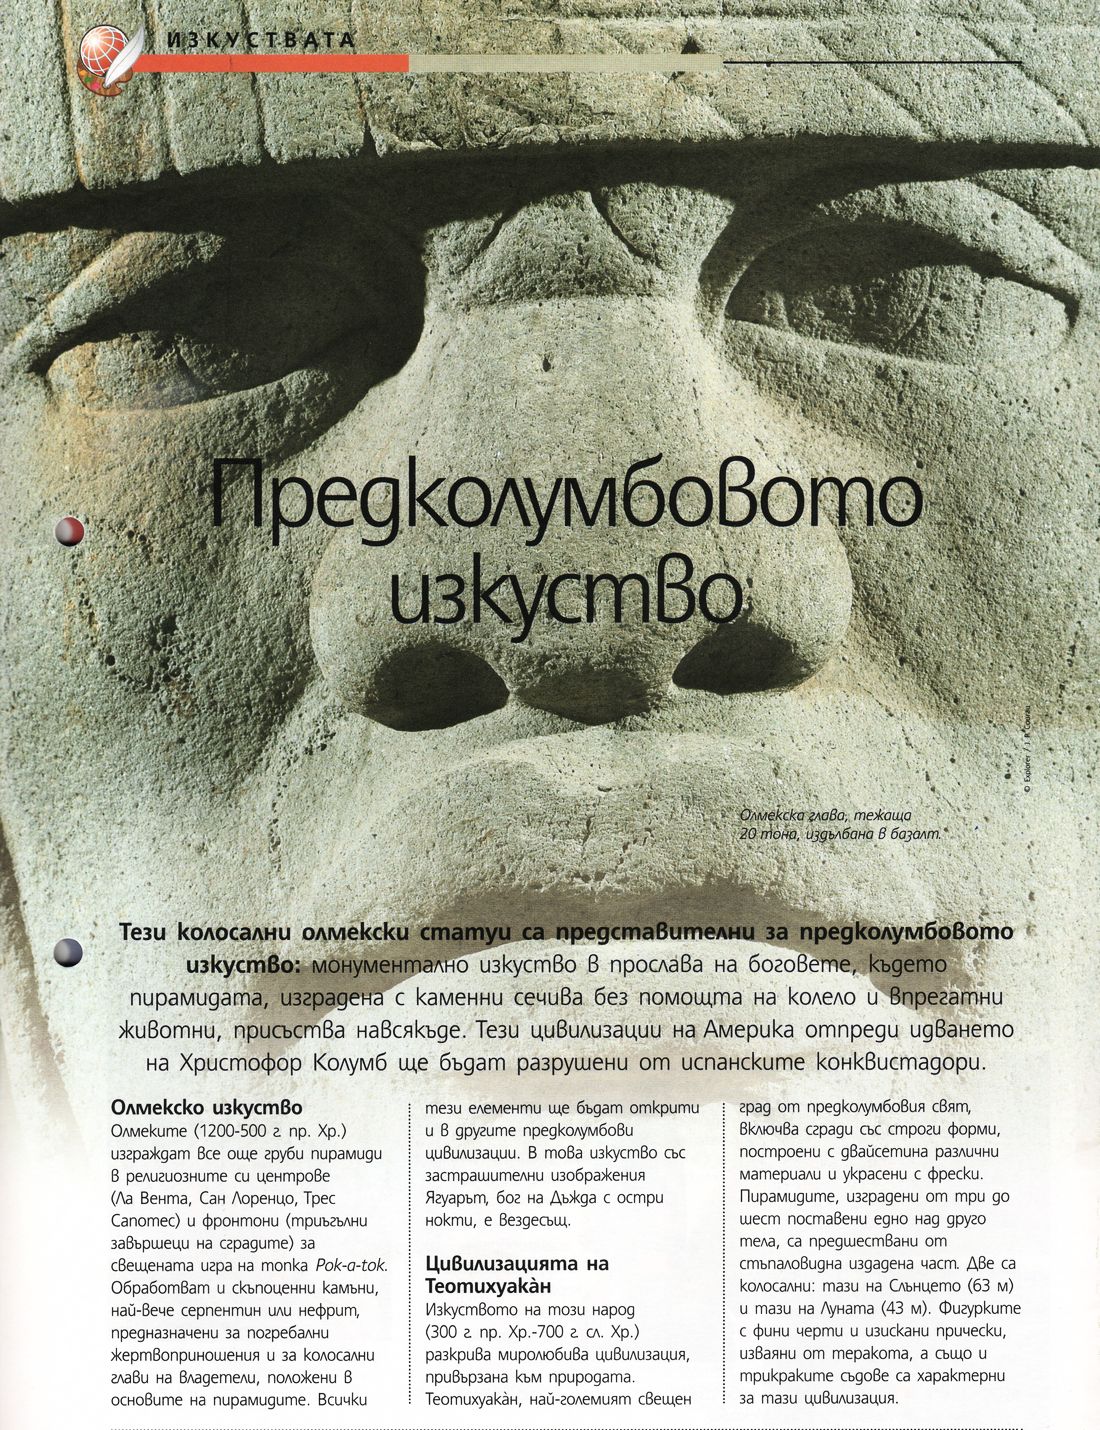 ИЗКУСТВАТА
Предколумбовото
изкуство
© Explorer / J. P. Courau
Олмекска глава, тежаща
20 тона, издълбана в базалт.
Тези колосални олмекски статуи са представителни за предколумбовото
изкуство: монументално изкуство в прослава на боговете, където
пирамидата, изградена с каменни сечива без помощта на колело и впрегатни
животни, присъства навсякъде. Тези цивилизации на Америка отпреди идването
на Христофор Колумб ще бъдат разрушени от испанските конквистадори.
Олмекско изкуство
Олмеките (1200-500 г. пр. Хр.)
изграждат все още груби пирамиди
в религиозните си центрове
(Ла Вента, Сан Лоренцо, Трес
Сапотес) и фронтони (триъгълни
завършеци на сградите) за
свещената игра на топка Pok-a-tok.
Обработват и скъпоценни камъни,
най-вече серпентин или нефрит,
предназначени за погребални
жертвоприношения и за колосални
глави на владетели, положени в
основите на пирамидите. Всички
тези елементи ще бъдат открити
и в другите предколумбови
цивилизации. В това изкуство със
застрашителни изображения
Ягуарът, бог на Дъжда с остри
нокти, е вездесъщ.
Цивилизацията на
Теотихуакàн
Изкуството на този народ
(300 г. пр. Хр.-700 г. сл. Хр.)
разкрива миролюбива цивилизация,
привързана към природата.
Теотихуакàн, най-големият свещен
град от предколумбовия свят,
включва сгради със строги форми,
построени с двайсетина различни
материали и украсени с фрески.
Пирамидите, изградени от три до
шест поставени едно над друго
тела, са предшествани от
стъпаловидна издадена част. Две са
колосални: тази на Слънцето (63 м)
и тази на Луната (43 м). Фигурките
с фини черти и изискани прически,
изваяни от теракота, а също и
трикраките съдове са характерни
за тази цивилизация.